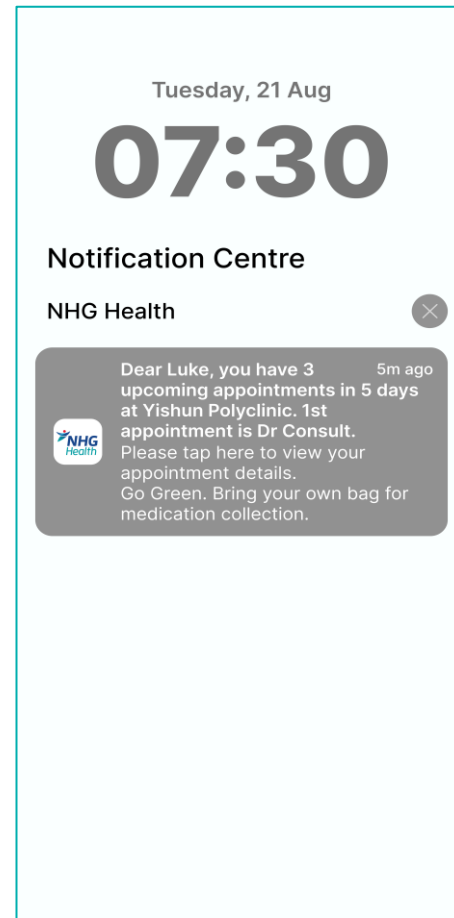 Tuesday, 21 Aug
07:30
Notification Centre
NHG Health
Dear Luke, you have 3 5m ago
upcoming appointments in 5 days
at Yishun Polyclinic. 1st
appointment is Dr Consult.
NHG
Health
Please tap here to view your
appointment details.
Go Green. Bring your own bag for
medication collection.